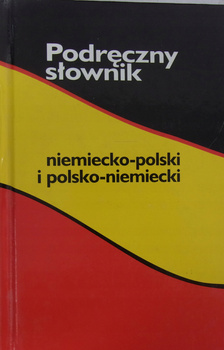 Podręczny
słownik
niemiecko-polski
i polsko-niemiecki